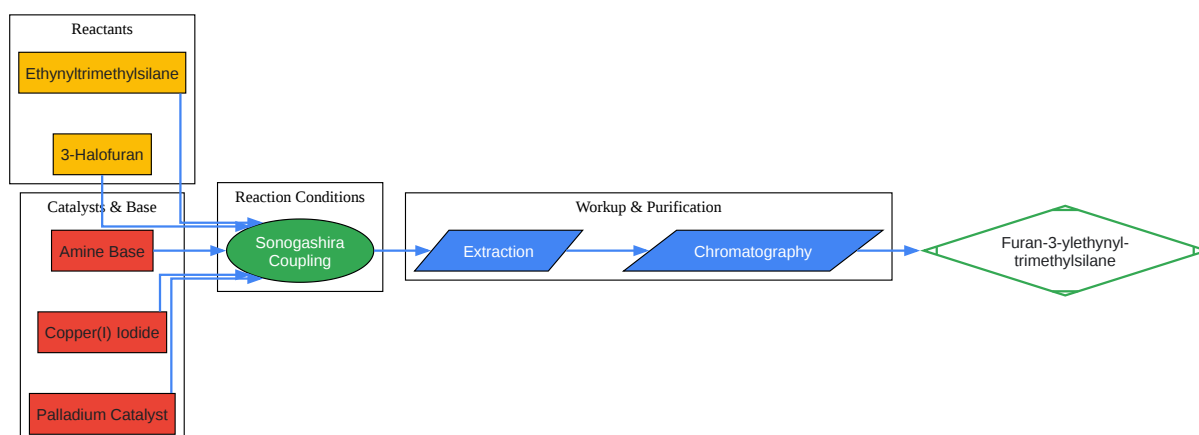 Reactants
Ethynyltrimethylsilane
3-Halofuran
Catalysts & Base
Amine Base
Copper(I) Iodide
Palladium Catalyst
Reaction Conditions
Sonogashira
Coupling
Workup & Purification
Extraction
Chromatography
Furan-3-ylethynyl-
trimethylsilane